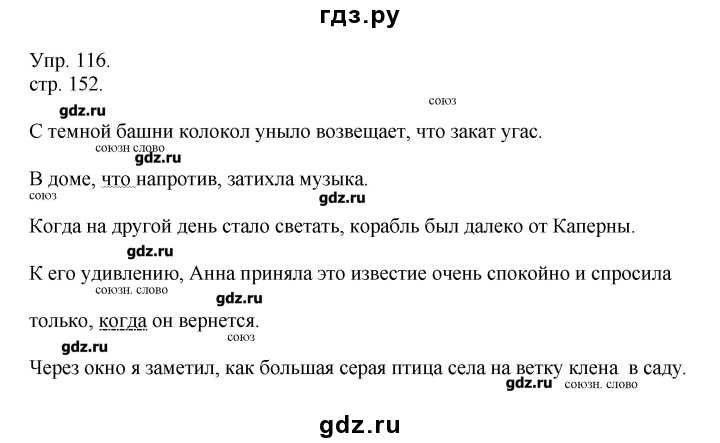 гдз.ру
Упр. 116.
стр. 152.
союз
gdz.ru
С темной башни колокол уныло возвещает, что закат угас.
союзн слово
gdz.ru
В доме, что напротив, затихла музыка.
союз
gdz.ru
Когда на другой день стало светать, корабль был далеко от Каперны.
gdz.ru
К его удивлению, Анна приняла это известие очень спокойно и спросила
союзн. слово
gdz.ru
только, когда он вернется.
союз
gdz.ru
Через окно я заметил, как большая серая птица села на ветку клена в саду.
gdz.ru
союзн. слово
gdz.ru